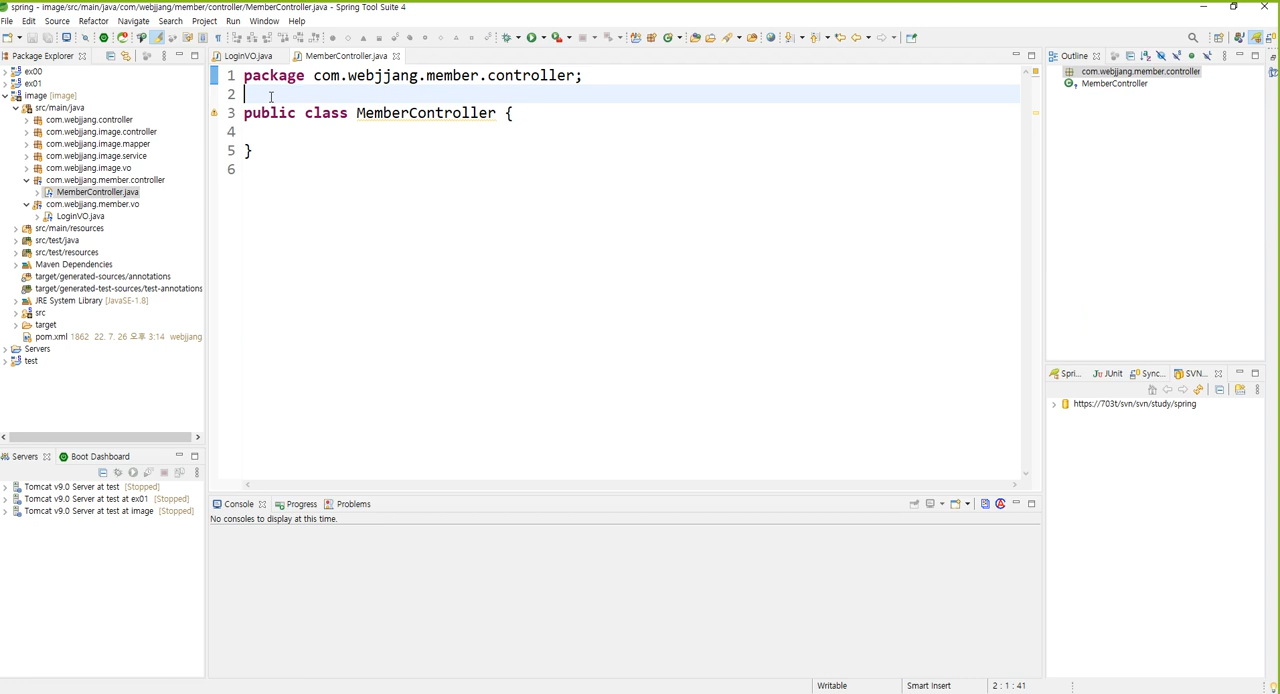 spring - image/src/main/java/com/webjjang/member/controller/MemberController.java - Spring Tool Suite 4
File Edit Source Refactor Navigate Search Project Run Window Help
Package Explorer
ex00
ex01
image [image]
src/main/java
com.webjjang.controller
com.webjjang.image.controller
com.webjjang.image.mapper
com.webjjang.image.service
com.webjjang.image.vo
com.webjjang.member.controller
MemberController.java
com.webjjang.member.vo
LoginVO.java
src/main/resources
src/test/java
src/test/resources
Maven Dependencies
target/generated-sources/annotations
target/generated-test-sources/test-annotations
JRE System Library [JavaSE-1.8]
src
target
pom.xml 1862 22. 7. 26 오후 3:14 webjjang
Servers
test
LoginVO.java MemberController.java
1 package com.webjjang.member.controller;
2
3 public class MemberController {
4
5 }
6
Outline
com.webjjang.member.controller
MemberController
Spri... JUnit Sync... SVN...
https://703t/svn/svn/study/spring
Servers Boot Dashboard
Tomcat v9.0 Server at test [Stopped]
Tomcat v9.0 Server at test at ex01 [Stopped]
Tomcat v9.0 Server at test at image [Stopped]
Console Progress Problems
No consoles to display at this time.
Writable Smart Insert 2 : 1 : 41